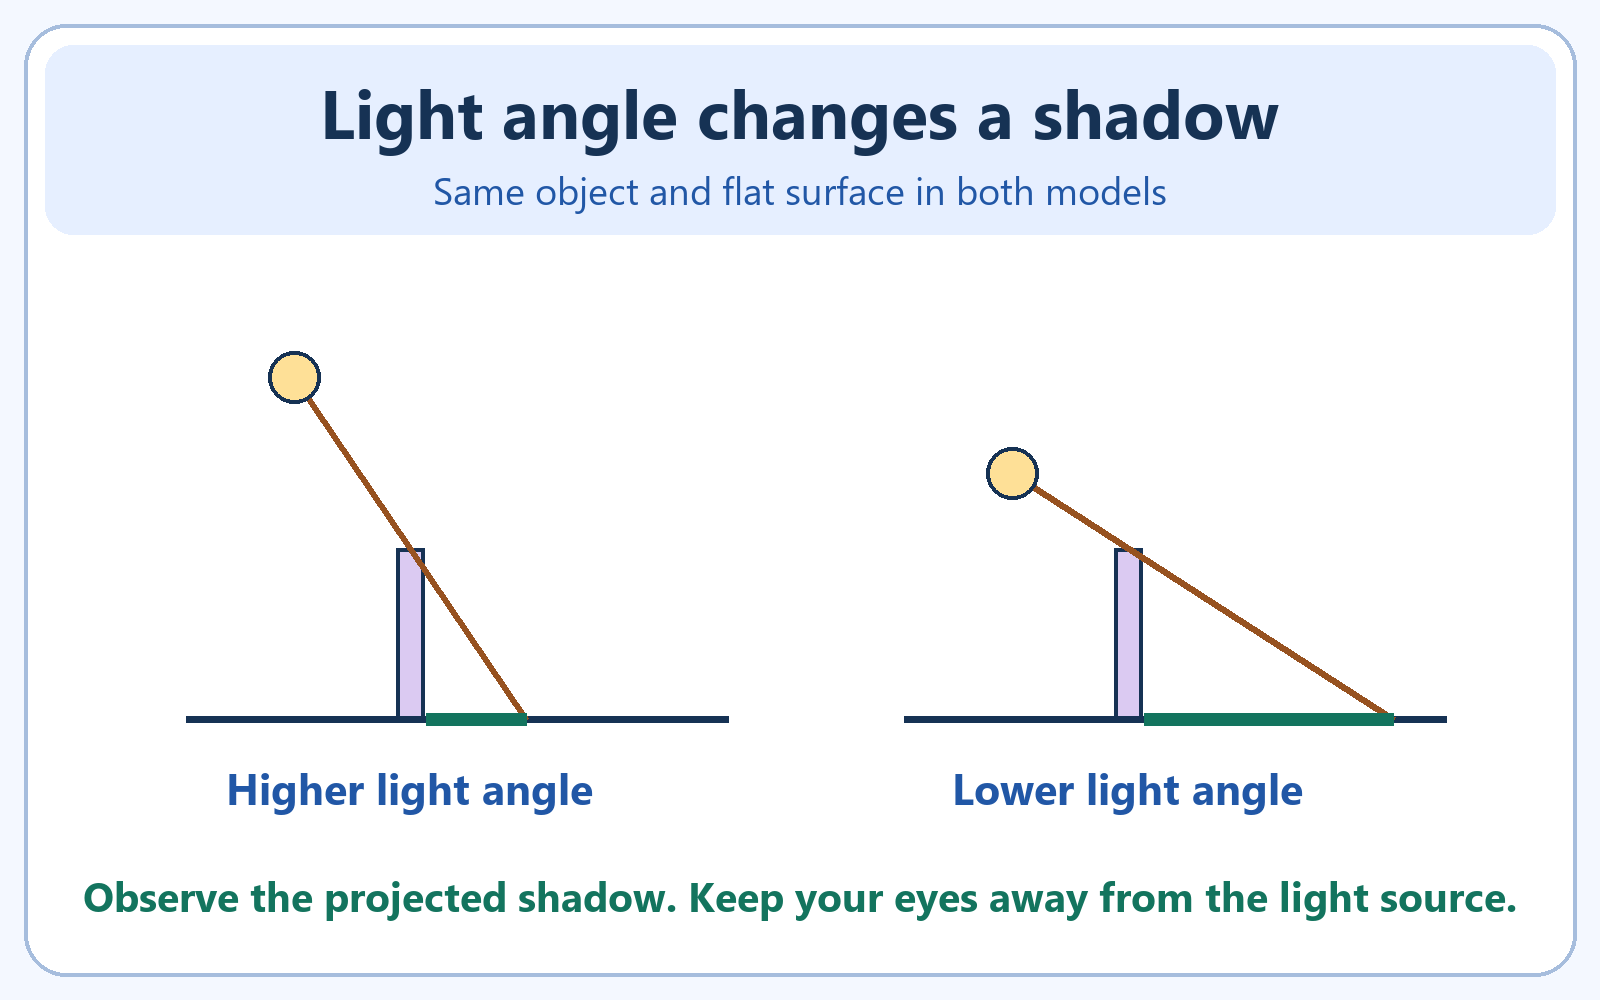 Light angle changes a shadow
Same object and flat surface in both models
Higher light angle
Lower light angle
Observe the projected shadow. Keep your eyes away from the light source.